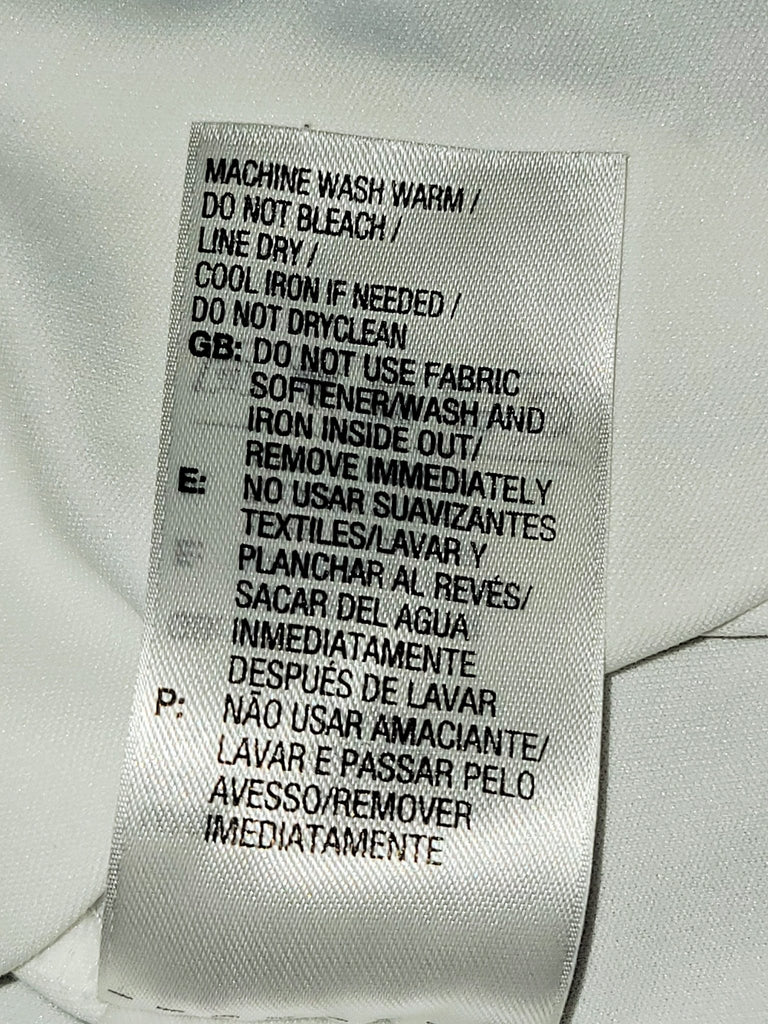 MACHINE WASH WARM /
DO NOT BLEACH /
LINE DRY /
COOL IRON IF NEEDED /
DO NOT DRYCLEAN
GB: DO NOT USE FABRIC
SOFTENER/WASH AND
IRON INSIDE OUT/
REMOVE IMMEDIATELY
E: NO USAR SUAVIZANTES
TEXTILES/LAVAR Y
PLANCHAR AL REVÉS/
SACAR DEL AGUA
INMEDIATAMENTE
DESPUÉS DE LAVAR
P: NÃO USAR AMACIANTE/
LAVAR E PASSAR PELO
AVESSO/REMOVER
IMEDIATAMENTE